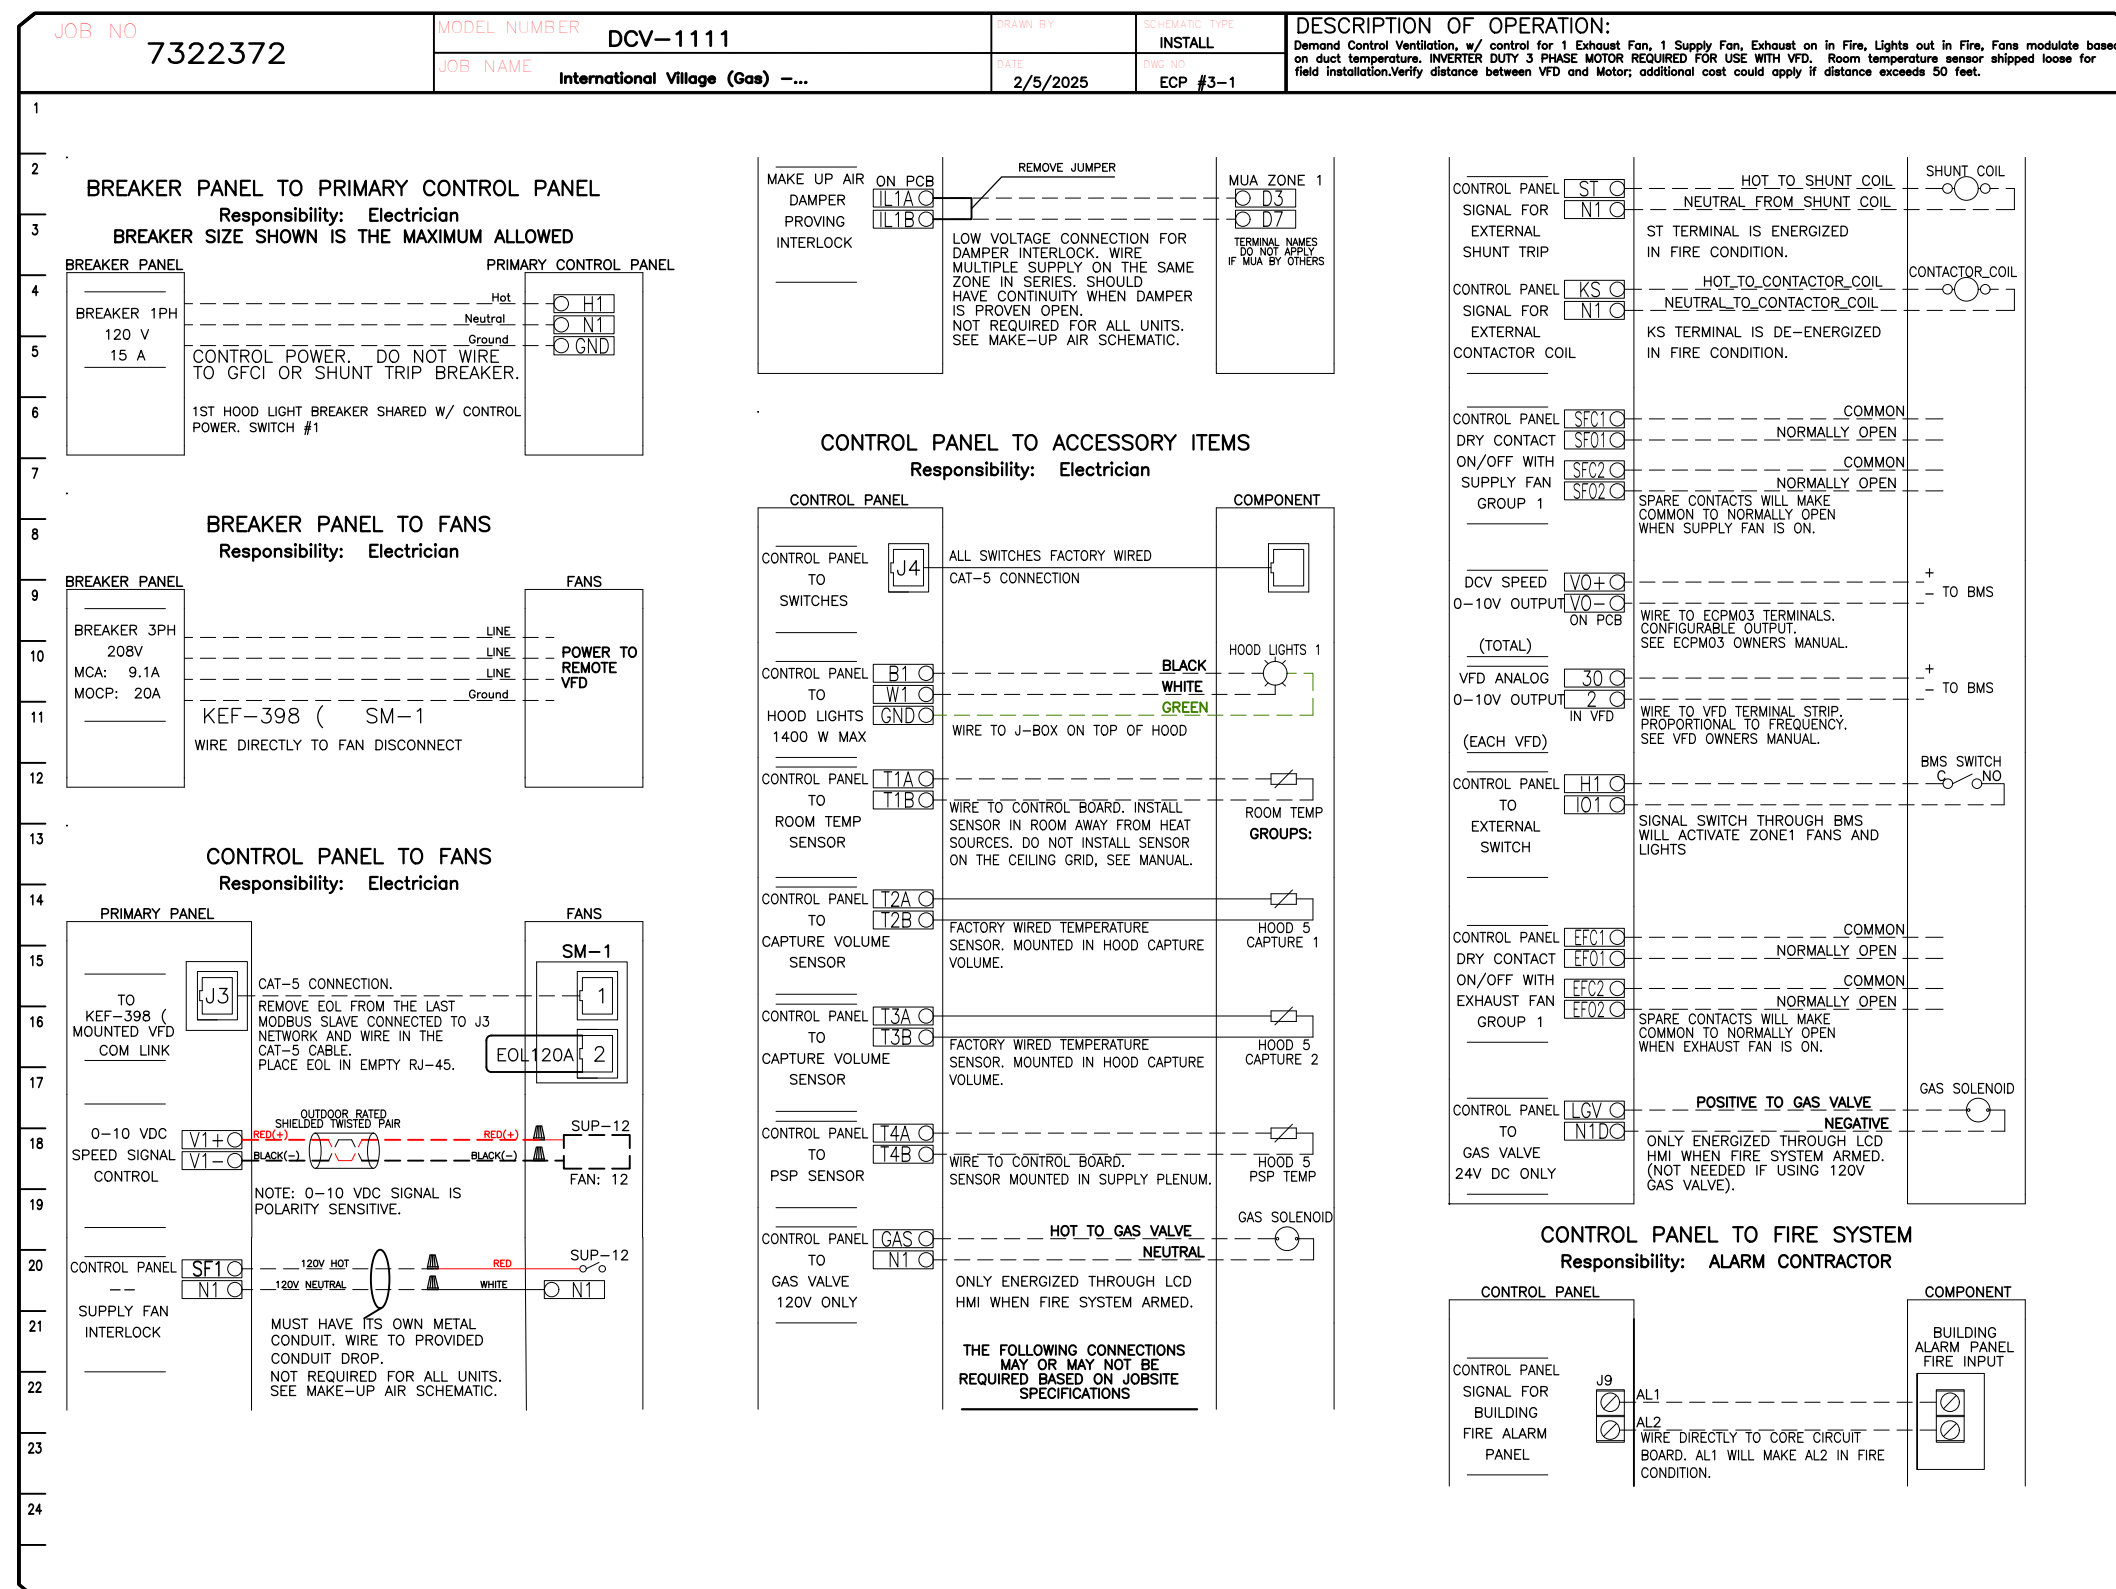 JOB NO
7322372
MODEL NUMBER
DCV-1111
JOB NAME
International Village (Gas) -...
DRAWN BY
SCHEMATIC TYPE
INSTALL
DATE
2/5/2025
DWG NO
ECP #3-1
DESCRIPTION OF OPERATION:
Demand Control Ventilation, w/ control for 1 Exhaust Fan, 1 Supply Fan, Exhaust on in Fire, Lights out in Fire, Fans modulate based
on duct temperature. INVERTER DUTY 3 PHASE MOTOR REQUIRED FOR USE WITH VFD. Room temperature sensor shipped loose for
field installation.Verify distance between VFD and Motor; additional cost could apply if distance exceeds 50 feet.
1
2
3
4
5
6
7
8
9
10
11
12
13
14
15
16
17
18
19
20
21
22
23
24
BREAKER PANEL TO PRIMARY CONTROL PANEL
Responsibility: Electrician
BREAKER SIZE SHOWN IS THE MAXIMUM ALLOWED
BREAKER PANEL
PRIMARY CONTROL PANEL
BREAKER 1PH
120 V
15 A
Hot
H1
Neutral
N1
Ground
GND
CONTROL POWER. DO NOT WIRE
TO GFCI OR SHUNT TRIP BREAKER.
1ST HOOD LIGHT BREAKER SHARED W/ CONTROL
POWER. SWITCH #1
BREAKER PANEL TO FANS
Responsibility: Electrician
BREAKER PANEL
FANS
BREAKER 3PH
208V
MCA: 9.1A
MOCP: 20A
LINE
LINE
LINE
Ground
POWER TO
REMOTE
VFD
KEF-398 ( SM-1
WIRE DIRECTLY TO FAN DISCONNECT
CONTROL PANEL TO FANS
Responsibility: Electrician
PRIMARY PANEL
FANS
SM-1
TO
KEF-398 (
MOUNTED VFD
COM LINK
J3
CAT-5 CONNECTION.
1
REMOVE EOL FROM THE LAST
MODBUS SLAVE CONNECTED TO J3
NETWORK AND WIRE IN THE
CAT-5 CABLE.
PLACE EOL IN EMPTY RJ-45.
EOL120A
2
0-10 VDC
SPEED SIGNAL
CONTROL
V1+
V1-
OUTDOOR RATED
SHIELDED TWISTED PAIR
RED(+)
RED(+)
BLACK(-)
BLACK(-)
SUP-12
FAN: 12
NOTE: 0-10 VDC SIGNAL IS
POLARITY SENSITIVE.
CONTROL PANEL
--
SUPPLY FAN
INTERLOCK
SF1
N1
120V HOT
RED
120V NEUTRAL
WHITE
SUP-12
N1
MUST HAVE ITS OWN METAL
CONDUIT. WIRE TO PROVIDED
CONDUIT DROP.
NOT REQUIRED FOR ALL UNITS.
SEE MAKE-UP AIR SCHEMATIC.
MAKE UP AIR
DAMPER
PROVING
INTERLOCK
ON PCB
IL1A
IL1B
REMOVE JUMPER
MUA ZONE 1
D3
D7
TERMINAL NAMES
DO NOT APPLY
IF MUA BY OTHERS
LOW VOLTAGE CONNECTION FOR
DAMPER INTERLOCK. WIRE
MULTIPLE SUPPLY ON THE SAME
ZONE IN SERIES. SHOULD
HAVE CONTINUITY WHEN DAMPER
IS PROVEN OPEN.
NOT REQUIRED FOR ALL UNITS.
SEE MAKE-UP AIR SCHEMATIC.
CONTROL PANEL TO ACCESSORY ITEMS
Responsibility: Electrician
CONTROL PANEL
COMPONENT
CONTROL PANEL
TO
SWITCHES
J4
ALL SWITCHES FACTORY WIRED
CAT-5 CONNECTION
CONTROL PANEL
TO
HOOD LIGHTS
1400 W MAX
B1
W1
GND
BLACK
WHITE
GREEN
HOOD LIGHTS 1
WIRE TO J-BOX ON TOP OF HOOD
CONTROL PANEL
TO
ROOM TEMP
SENSOR
T1A
T1B
WIRE TO CONTROL BOARD. INSTALL
SENSOR IN ROOM AWAY FROM HEAT
SOURCES. DO NOT INSTALL SENSOR
ON THE CEILING GRID, SEE MANUAL.
ROOM TEMP
GROUPS:
CONTROL PANEL
TO
CAPTURE VOLUME
SENSOR
T2A
T2B
FACTORY WIRED TEMPERATURE
SENSOR. MOUNTED IN HOOD CAPTURE
VOLUME.
HOOD 5
CAPTURE 1
CONTROL PANEL
TO
CAPTURE VOLUME
SENSOR
T3A
T3B
FACTORY WIRED TEMPERATURE
SENSOR. MOUNTED IN HOOD CAPTURE
VOLUME.
HOOD 5
CAPTURE 2
CONTROL PANEL
TO
PSP SENSOR
T4A
T4B
WIRE TO CONTROL BOARD.
SENSOR MOUNTED IN SUPPLY PLENUM.
HOOD 5
PSP TEMP
CONTROL PANEL
TO
GAS VALVE
120V ONLY
GAS
N1
HOT TO GAS VALVE
NEUTRAL
GAS SOLENOID
ONLY ENERGIZED THROUGH LCD
HMI WHEN FIRE SYSTEM ARMED.
THE FOLLOWING CONNECTIONS
MAY OR MAY NOT BE
REQUIRED BASED ON JOBSITE
SPECIFICATIONS
CONTROL PANEL
SIGNAL FOR
EXTERNAL
SHUNT TRIP
ST
N1
HOT TO SHUNT COIL
NEUTRAL FROM SHUNT COIL
SHUNT COIL
ST TERMINAL IS ENERGIZED
IN FIRE CONDITION.
CONTROL PANEL
SIGNAL FOR
EXTERNAL
CONTACTOR COIL
KS
N1
HOT TO CONTACTOR COIL
NEUTRAL TO CONTACTOR COIL
CONTACTOR COIL
KS TERMINAL IS DE-ENERGIZED
IN FIRE CONDITION.
CONTROL PANEL
DRY CONTACT
ON/OFF WITH
SUPPLY FAN
GROUP 1
SFC1
SFO1
SFC2
SFO2
COMMON
NORMALLY OPEN
COMMON
NORMALLY OPEN
SPARE CONTACTS WILL MAKE
COMMON TO NORMALLY OPEN
WHEN SUPPLY FAN IS ON.
DCV SPEED
0-10V OUTPUT
(TOTAL)
VO+
VO-
ON PCB
WIRE TO ECPM03 TERMINALS.
CONFIGURABLE OUTPUT.
SEE ECPM03 OWNERS MANUAL.
+
- TO BMS
VFD ANALOG
0-10V OUTPUT
(EACH VFD)
30
2
IN VFD
WIRE TO VFD TERMINAL STRIP.
PROPORTIONAL TO FREQUENCY.
SEE VFD OWNERS MANUAL.
+
- TO BMS
CONTROL PANEL
TO
EXTERNAL
SWITCH
H1
IO1
BMS SWITCH
C NO
SIGNAL SWITCH THROUGH BMS
WILL ACTIVATE ZONE1 FANS AND
LIGHTS
CONTROL PANEL
DRY CONTACT
ON/OFF WITH
EXHAUST FAN
GROUP 1
EFC1
EFO1
EFC2
EFO2
COMMON
NORMALLY OPEN
COMMON
NORMALLY OPEN
SPARE CONTACTS WILL MAKE
COMMON TO NORMALLY OPEN
WHEN EXHAUST FAN IS ON.
CONTROL PANEL
TO
GAS VALVE
24V DC ONLY
LGV
N1DC
POSITIVE TO GAS VALVE
NEGATIVE
GAS SOLENOID
ONLY ENERGIZED THROUGH LCD
HMI WHEN FIRE SYSTEM ARMED.
(NOT NEEDED IF USING 120V
GAS VALVE).
CONTROL PANEL TO FIRE SYSTEM
Responsibility: ALARM CONTRACTOR
CONTROL PANEL
COMPONENT
CONTROL PANEL
SIGNAL FOR
BUILDING
FIRE ALARM
PANEL
J9
AL1
AL2
BUILDING
ALARM PANEL
FIRE INPUT
WIRE DIRECTLY TO CORE CIRCUIT
BOARD. AL1 WILL MAKE AL2 IN FIRE
CONDITION.